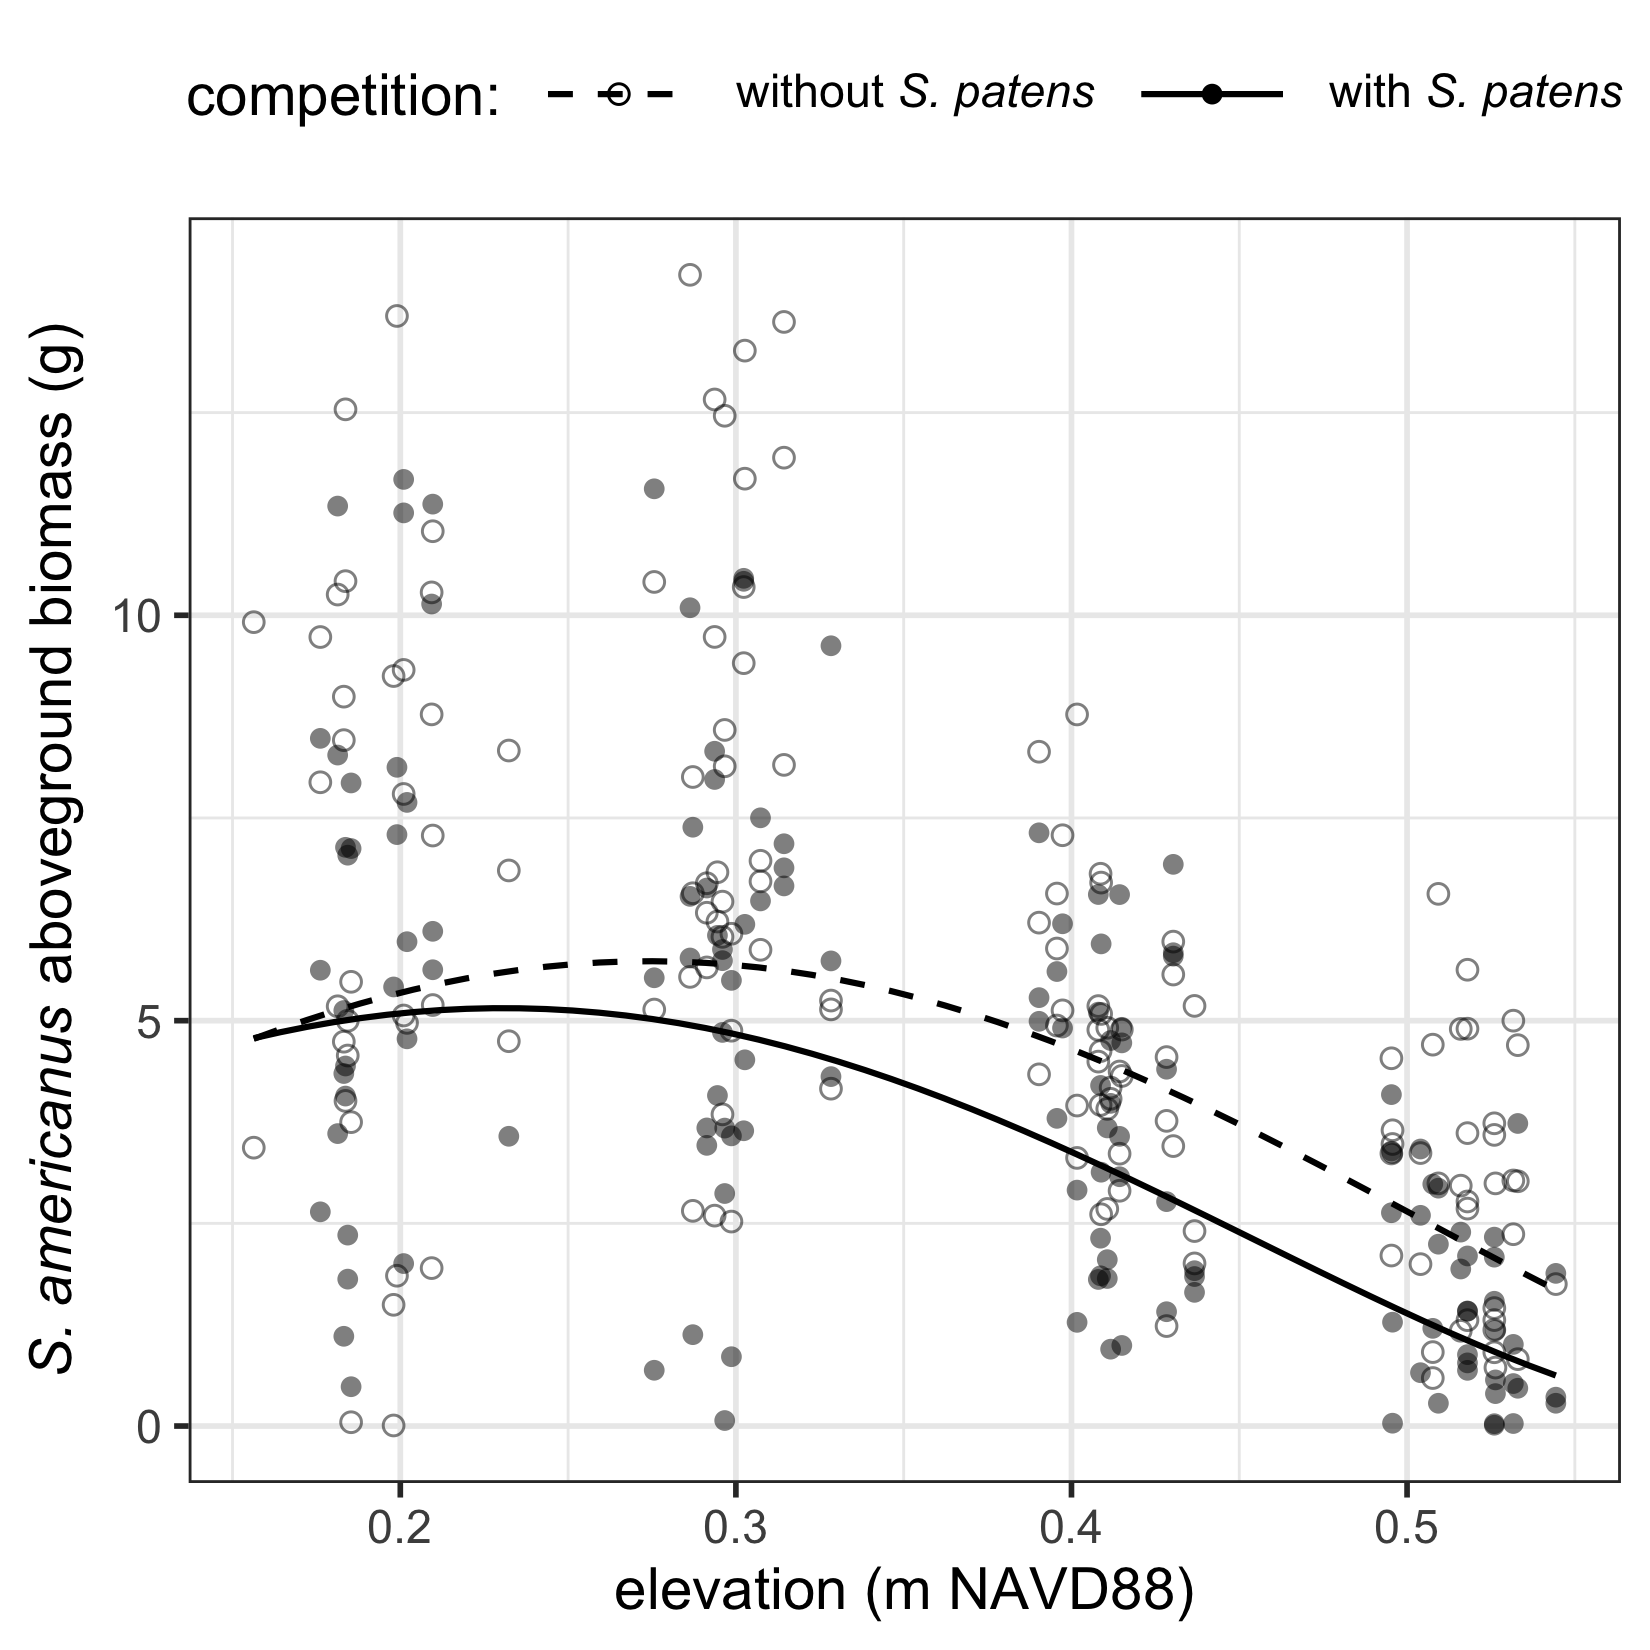 competition: without S. patens with S. patens
S. americanus aboveground biomass (g)
10
5
0
0.2 0.3 0.4 0.5
elevation (m NAVD88)